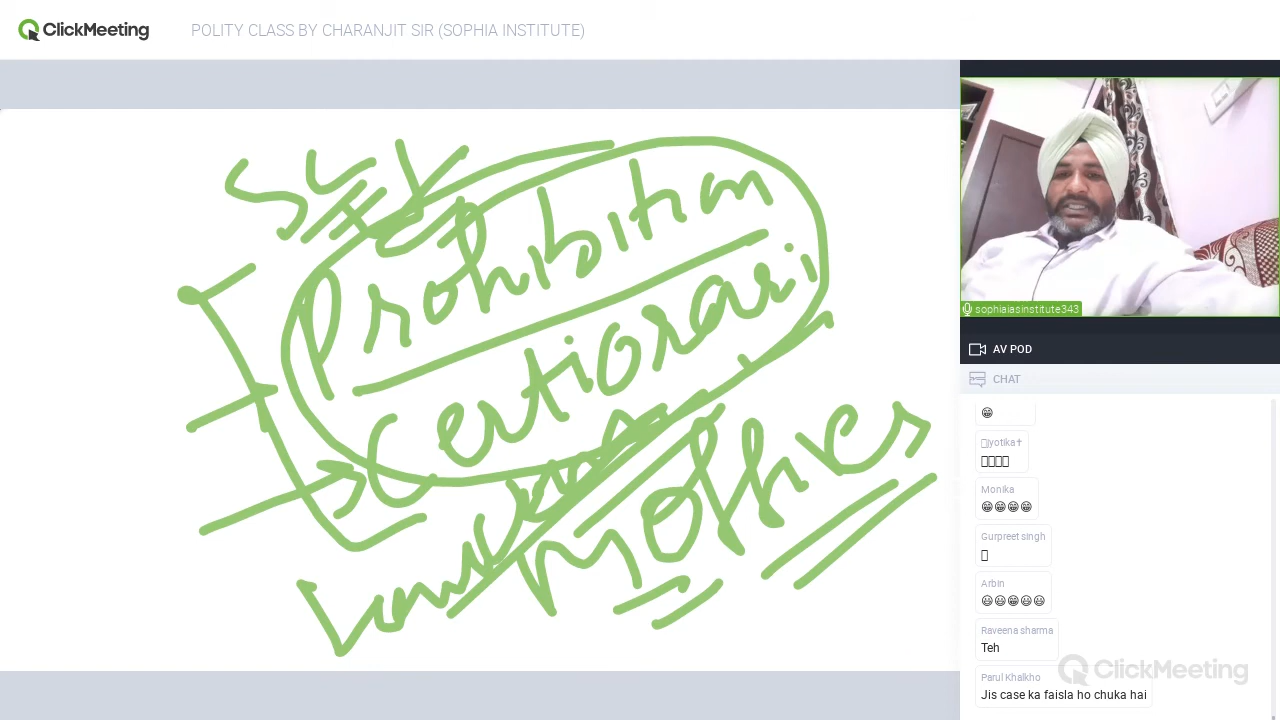 ClickMeeting
POLITY CLASS BY CHARANJIT SIR (SOPHIA INSTITUTE)
Prohibition
Certiorari
sophiaiasinstitute343
AV POD
CHAT
😁
Jyotika✝
Monika
😁😁😁😁
Gurpreet singh
Arbin
😃😃😁😃😃
Raveena sharma
Teh
Parul Khalkho
Jis case ka faisla ho chuka hai
ClickMeeting